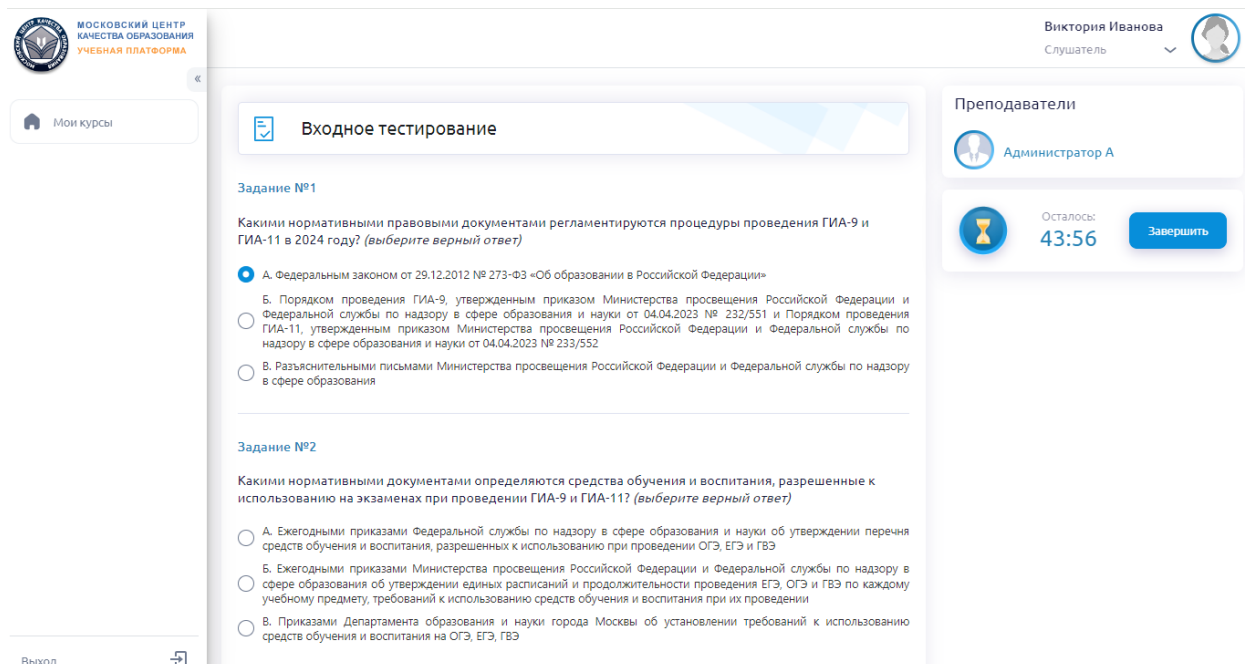 МОСКОВСКИЙ ЦЕНТР
КАЧЕСТВА ОБРАЗОВАНИЯ
УЧЕБНАЯ ПЛАТФОРМА
«
Мои курсы
Выход
Виктория Иванова
Слушатель
Входное тестирование
Задание №1
Какими нормативными правовыми документами регламентируются процедуры проведения ГИА-9 и
ГИА-11 в 2024 году? (выберите верный ответ)
А. Федеральным законом от 29.12.2012 № 273-ФЗ «Об образовании в Российской Федерации»
Б. Порядком проведения ГИА-9, утвержденным приказом Министерства просвещения Российской Федерации и
Федеральной службы по надзору в сфере образования и науки от 04.04.2023 № 232/551 и Порядком проведения
ГИА-11, утвержденным приказом Министерства просвещения Российской Федерации и Федеральной службы по
надзору в сфере образования и науки от 04.04.2023 № 233/552
В. Разъяснительными письмами Министерства просвещения Российской Федерации и Федеральной службы по надзору
в сфере образования
Задание №2
Какими нормативными документами определяются средства обучения и воспитания, разрешенные к
использованию на экзаменах при проведении ГИА-9 и ГИА-11? (выберите верный ответ)
А. Ежегодными приказами Федеральной службы по надзору в сфере образования и науки об утверждении перечня
средств обучения и воспитания, разрешенных к использованию при проведении ОГЭ, ЕГЭ и ГВЭ
Б. Ежегодными приказами Министерства просвещения Российской Федерации и Федеральной службы по надзору в
сфере образования об утверждении единых расписаний и продолжительности проведения ЕГЭ, ОГЭ и ГВЭ по каждому
учебному предмету, требований к использованию средств обучения и воспитания при их проведении
В. Приказами Департамента образования и науки города Москвы об установлении требований к использованию
средств обучения и воспитания на ОГЭ, ЕГЭ, ГВЭ
Преподаватели
Администратор А
Осталось:
43:56
Завершить